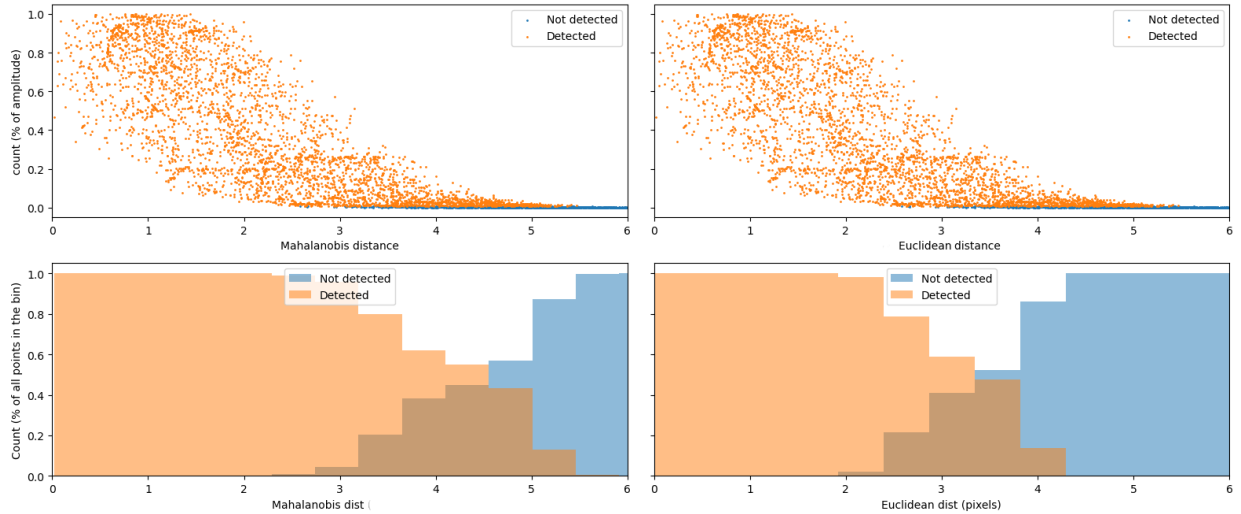 Not detected
Detected
1.0
0.8
0.6
0.4
0.2
0.0
count (% of amplitude)
0 1 2 3 4 5 6
Mahalanobis distance
Not detected
Detected
0 1 2 3 4 5 6
Euclidean distance
Not detected
Detected
1.0
0.8
0.6
0.4
0.2
0.0
Count (% of all points in the bin)
0 1 2 3 4 5 6
Mahalanobis dist (
Not detected
Detected
0 1 2 3 4 5 6
Euclidean dist (pixels)